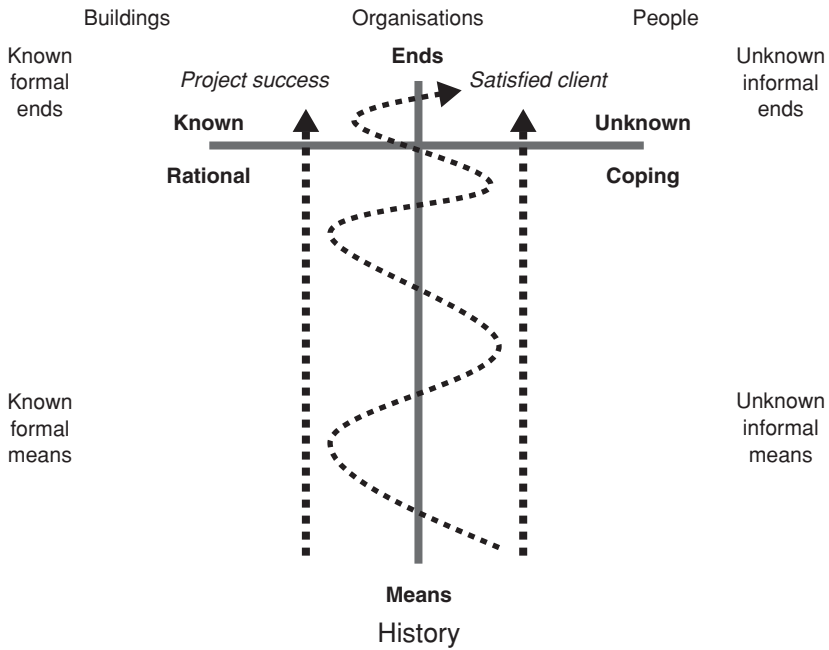 Buildings
Organisations
People
Known
formal
ends
Ends
Unknown
informal
ends
Project success
Satisfied client
Known
Unknown
Rational
Coping
Known
formal
means
Unknown
informal
means
Means
History